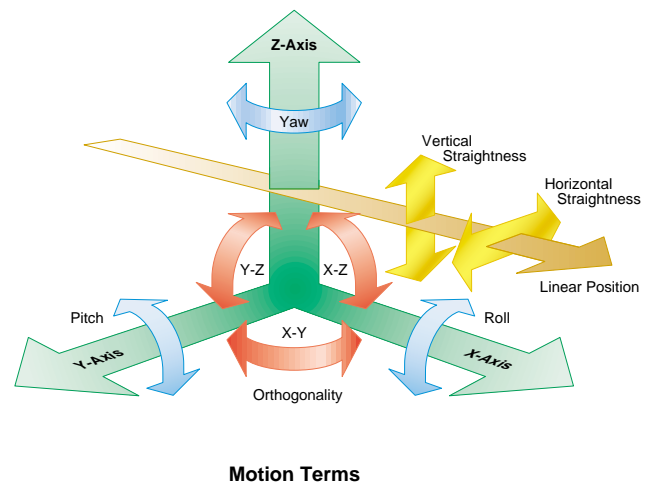 Z-Axis
Yaw
Vertical
Straightness
Horizontal
Straightness
Y-Z
X-Z
Linear Position
Pitch
Roll
X-Y
Y-Axis
X-Axis
Orthogonality
Motion Terms